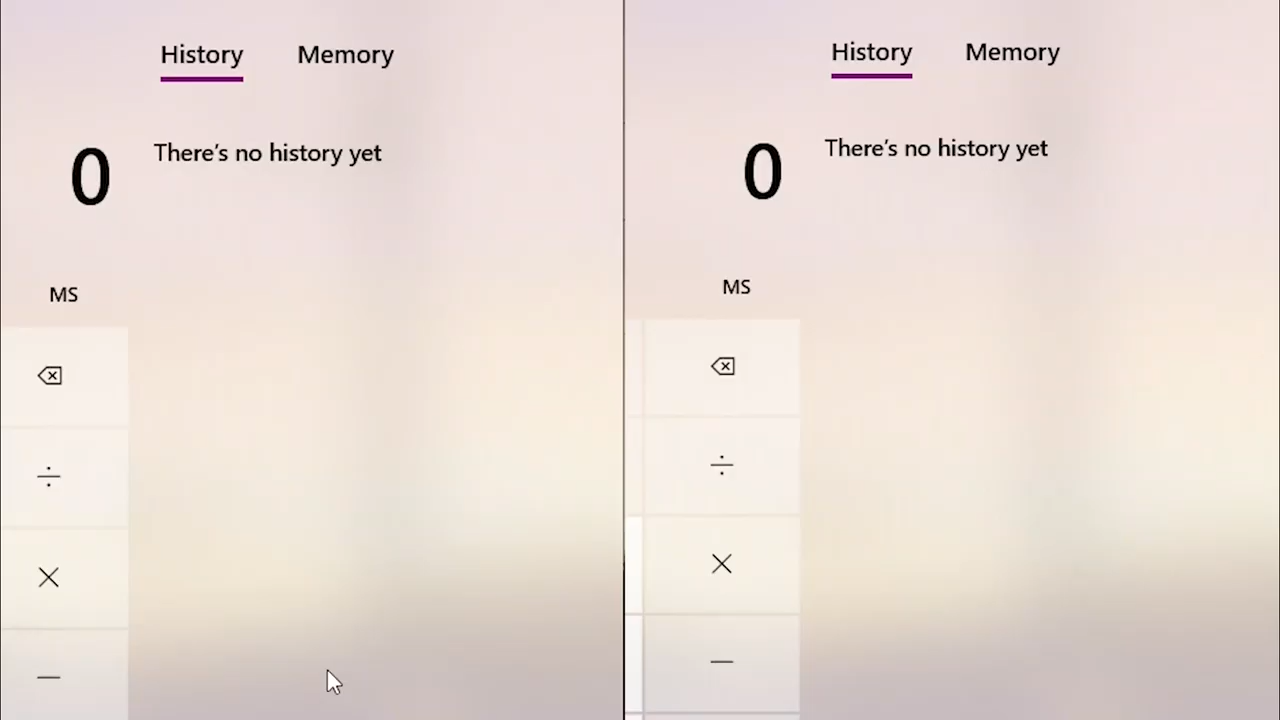 History Memory
0
There's no history yet
MS
÷
×
−
History Memory
0
There's no history yet
MS
÷
×
−